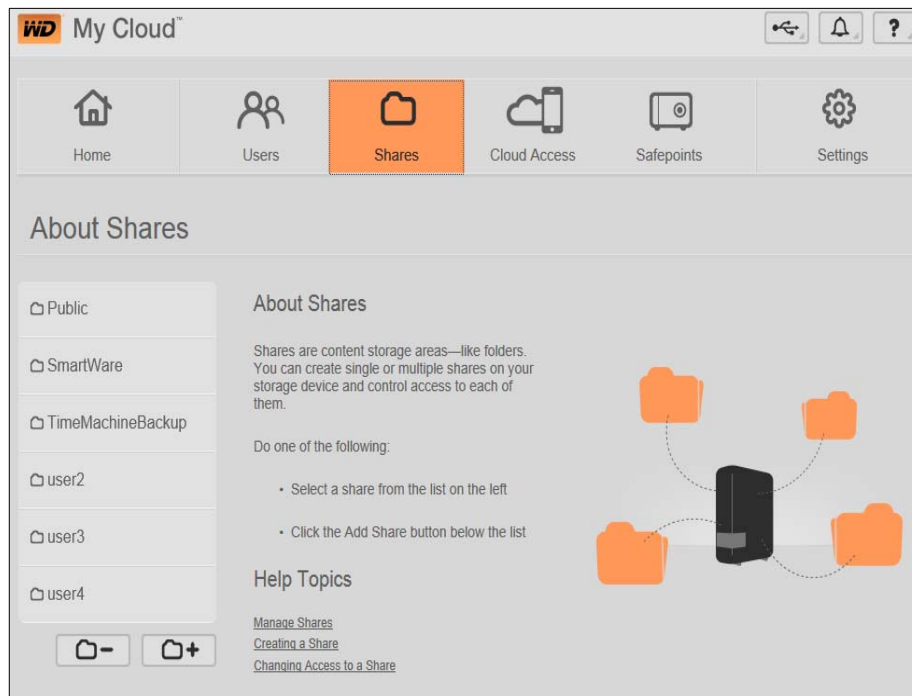 WD My Cloud™
?
Home
Users
Shares
Cloud Access
Safepoints
Settings
About Shares
Public
SmartWare
TimeMachineBackup
user2
user3
user4
About Shares
Shares are content storage areas—like folders.
You can create single or multiple shares on your
storage device and control access to each of
them.
Do one of the following:
• Select a share from the list on the left
• Click the Add Share button below the list
Help Topics
Manage Shares
Creating a Share
Changing Access to a Share